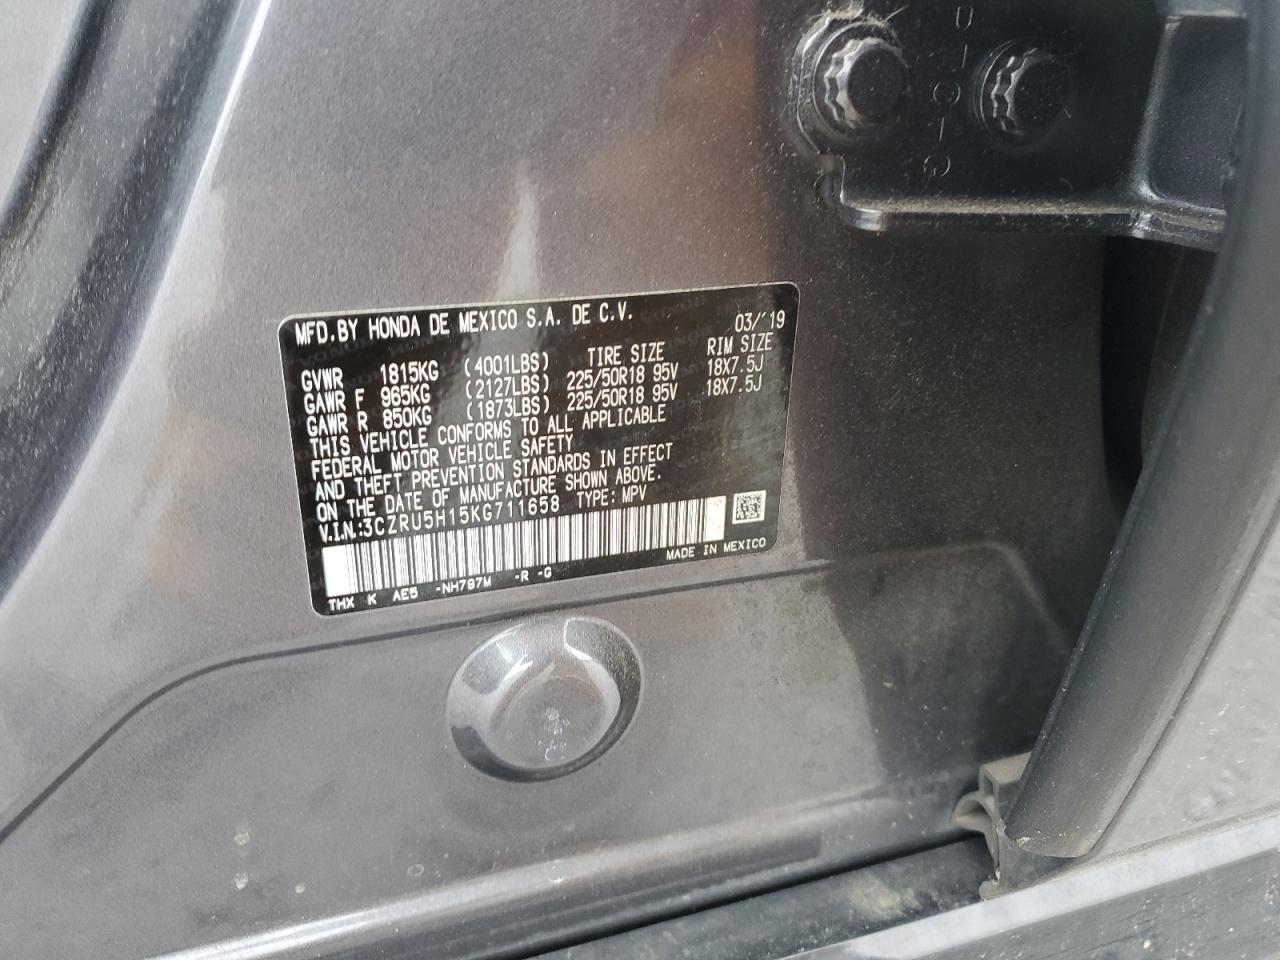 MFD.BY HONDA DE MEXICO S.A. DE C.V. 03/'19
GVWR 1815KG (4001LBS) TIRE SIZE RIM SIZE
GAWR F 965KG (2127LBS) 225/50R18 95V 18X7.5J
GAWR R 850KG (1873LBS) 225/50R18 95V 18X7.5J
THIS VEHICLE CONFORMS TO ALL APPLICABLE
FEDERAL MOTOR VEHICLE SAFETY
AND THEFT PREVENTION STANDARDS IN EFFECT
ON THE DATE OF MANUFACTURE SHOWN ABOVE.
V.I.N.:3CZRU5H15KG711658 TYPE: MPV
MADE IN MEXICO
THX K AE5 -NH797M -R -G